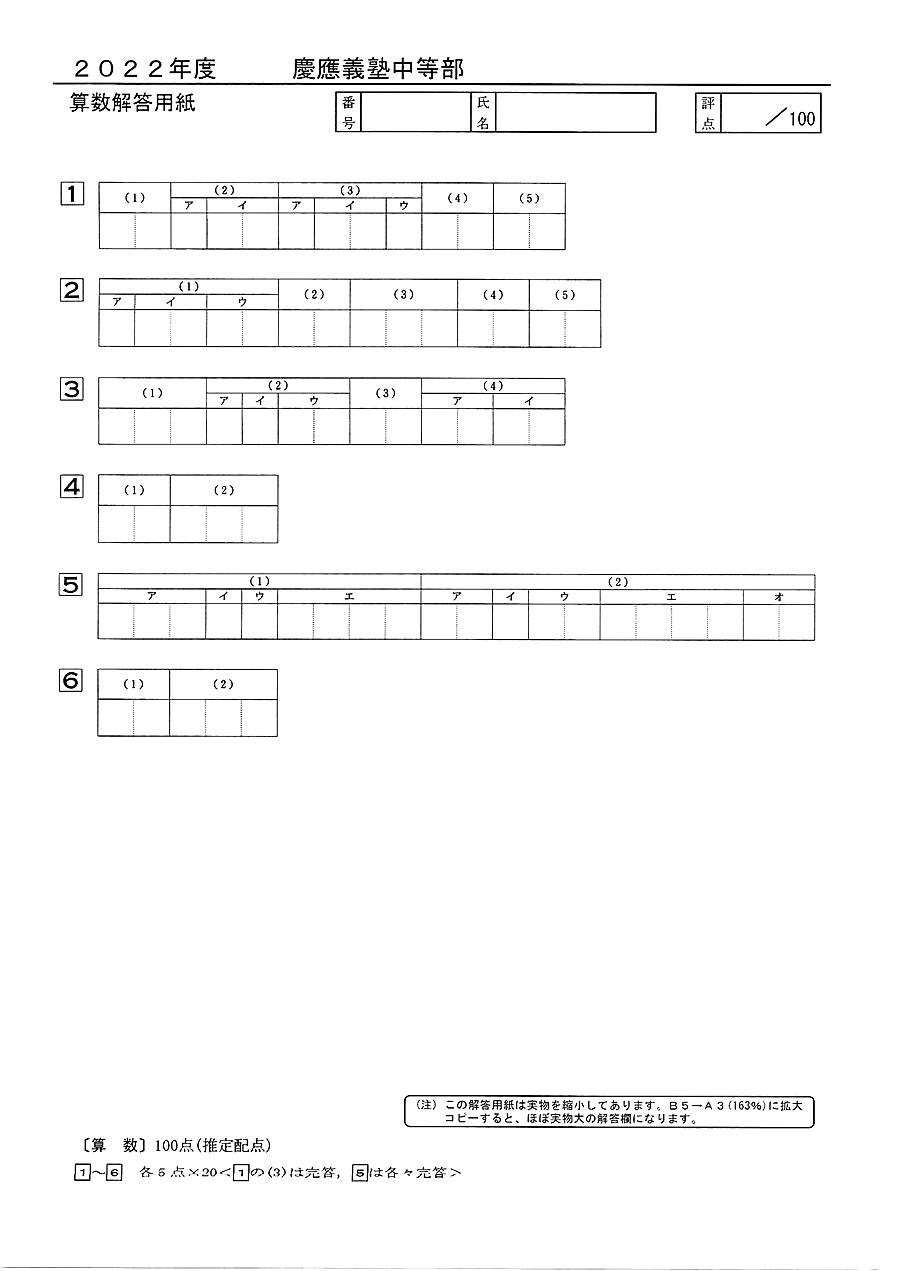 ２０２２年度　慶應義塾中等部
算数解答用紙
番号
氏名
評点 ／100
1
(1) (2) (3) (4) (5)
ア イ ア イ ウ
2
(1) (2) (3) (4) (5)
ア イ ウ
3
(1) (2) (3) (4)
ア イ ウ ア イ
4
(1) (2)
5
(1) (2)
ア イ ウ エ ア イ ウ エ オ
6
(1) (2)
（注）この解答用紙は実物を縮小してあります。Ｂ５→Ａ３(163%)に拡大
コピーすると、ほぼ実物大の解答欄になります。
〔算　数〕100点(推定配点)
1～6　各５点×20＜1の(3)は完答，5は各々完答＞